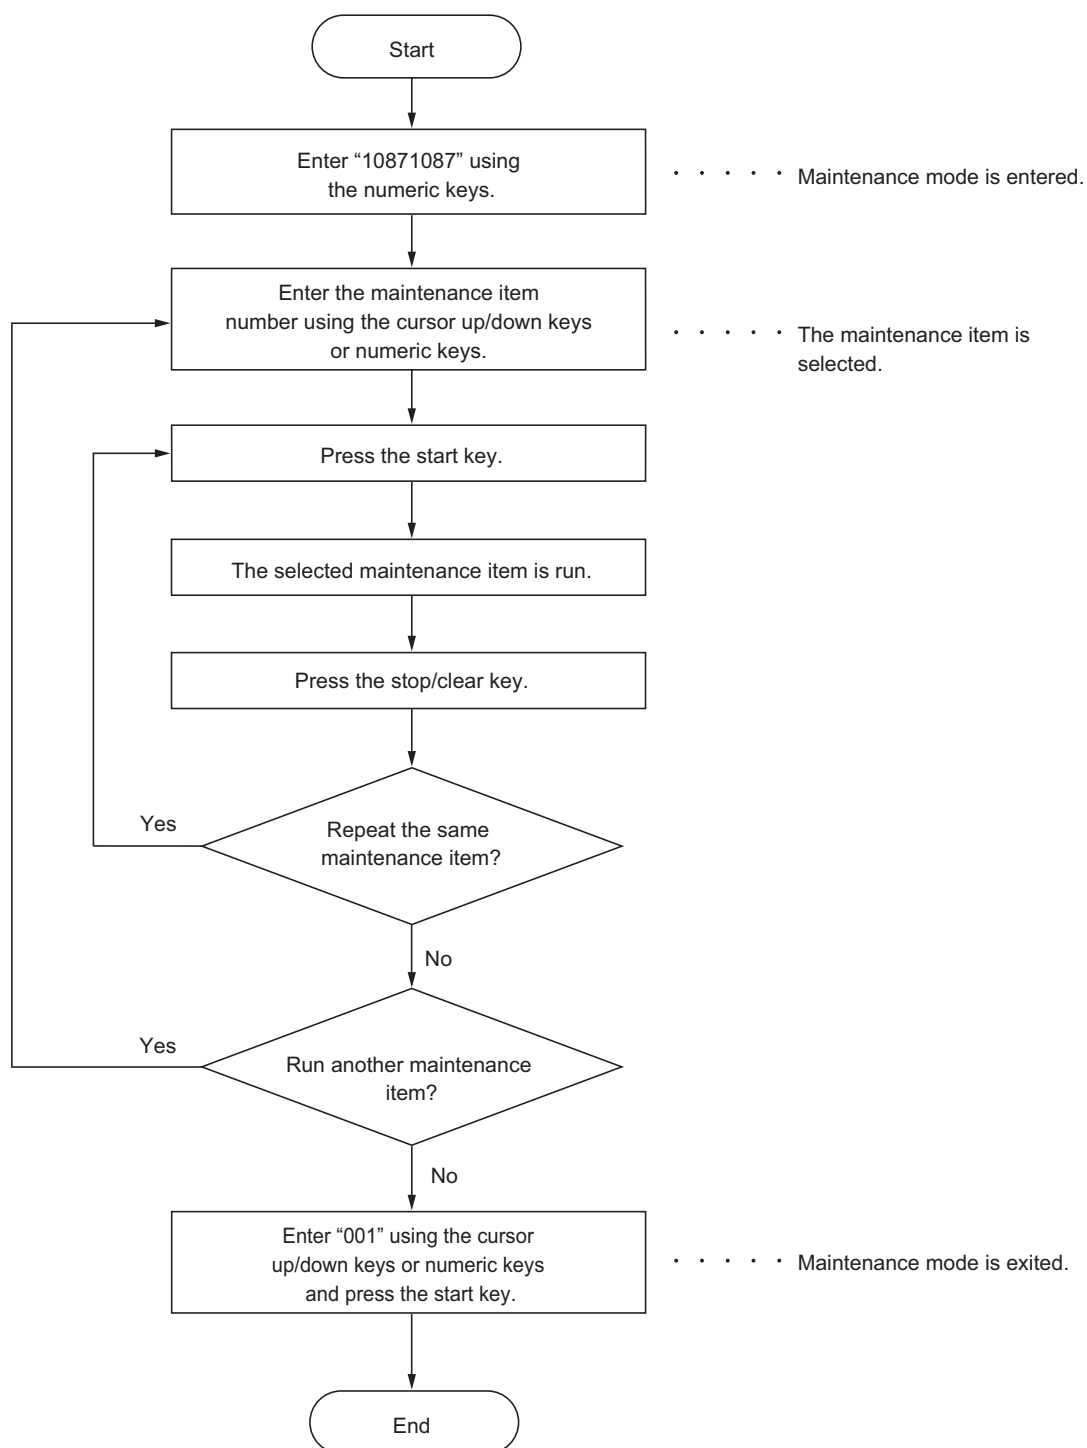 Start
Enter “10871087” using
the numeric keys.
· · · · · Maintenance mode is entered.
Enter the maintenance item
number using the cursor up/down keys
or numeric keys.
· · · · · The maintenance item is
selected.
Press the start key.
The selected maintenance item is run.
Press the stop/clear key.
Yes
Repeat the same
maintenance item?
No
Yes
Run another maintenance
item?
No
Enter “001” using the cursor
up/down keys or numeric keys
and press the start key.
· · · · · Maintenance mode is exited.
End